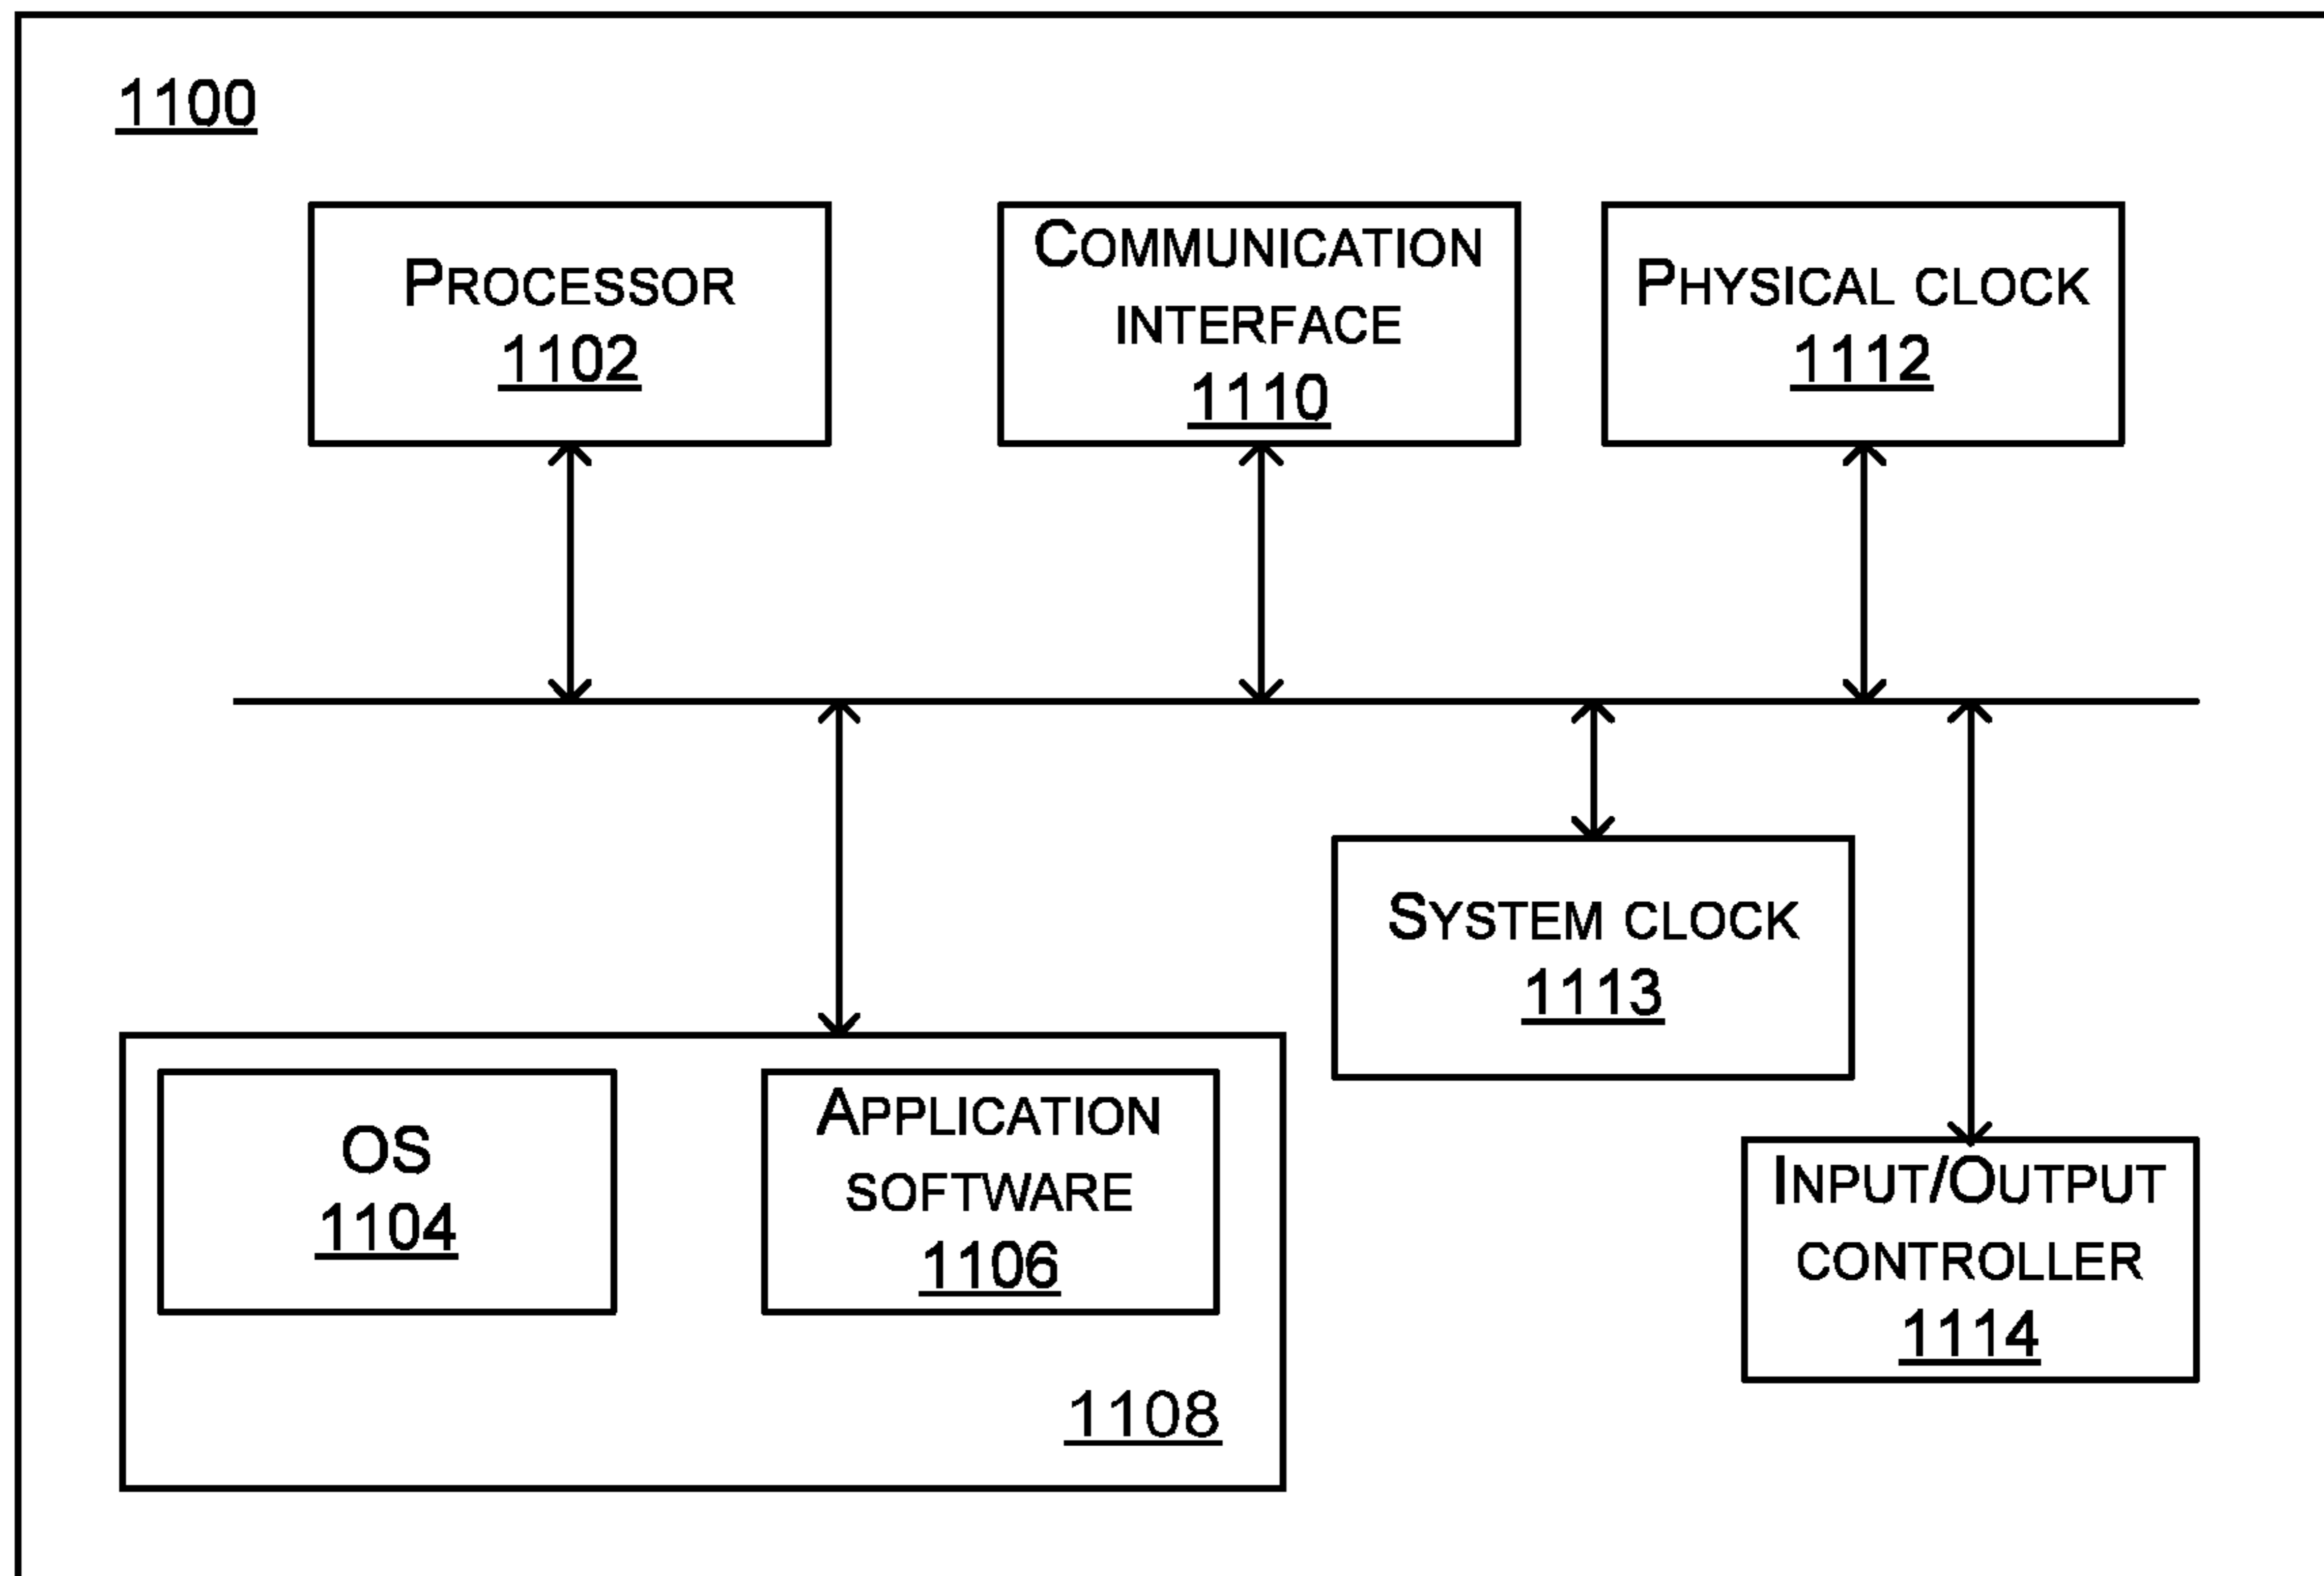 1100
PROCESSOR
1102
COMMUNICATION
INTERFACE
1110
PHYSICAL CLOCK
1112
SYSTEM CLOCK
1113
OS
1104
APPLICATION
SOFTWARE
1106
1108
INPUT/OUTPUT
CONTROLLER
1114